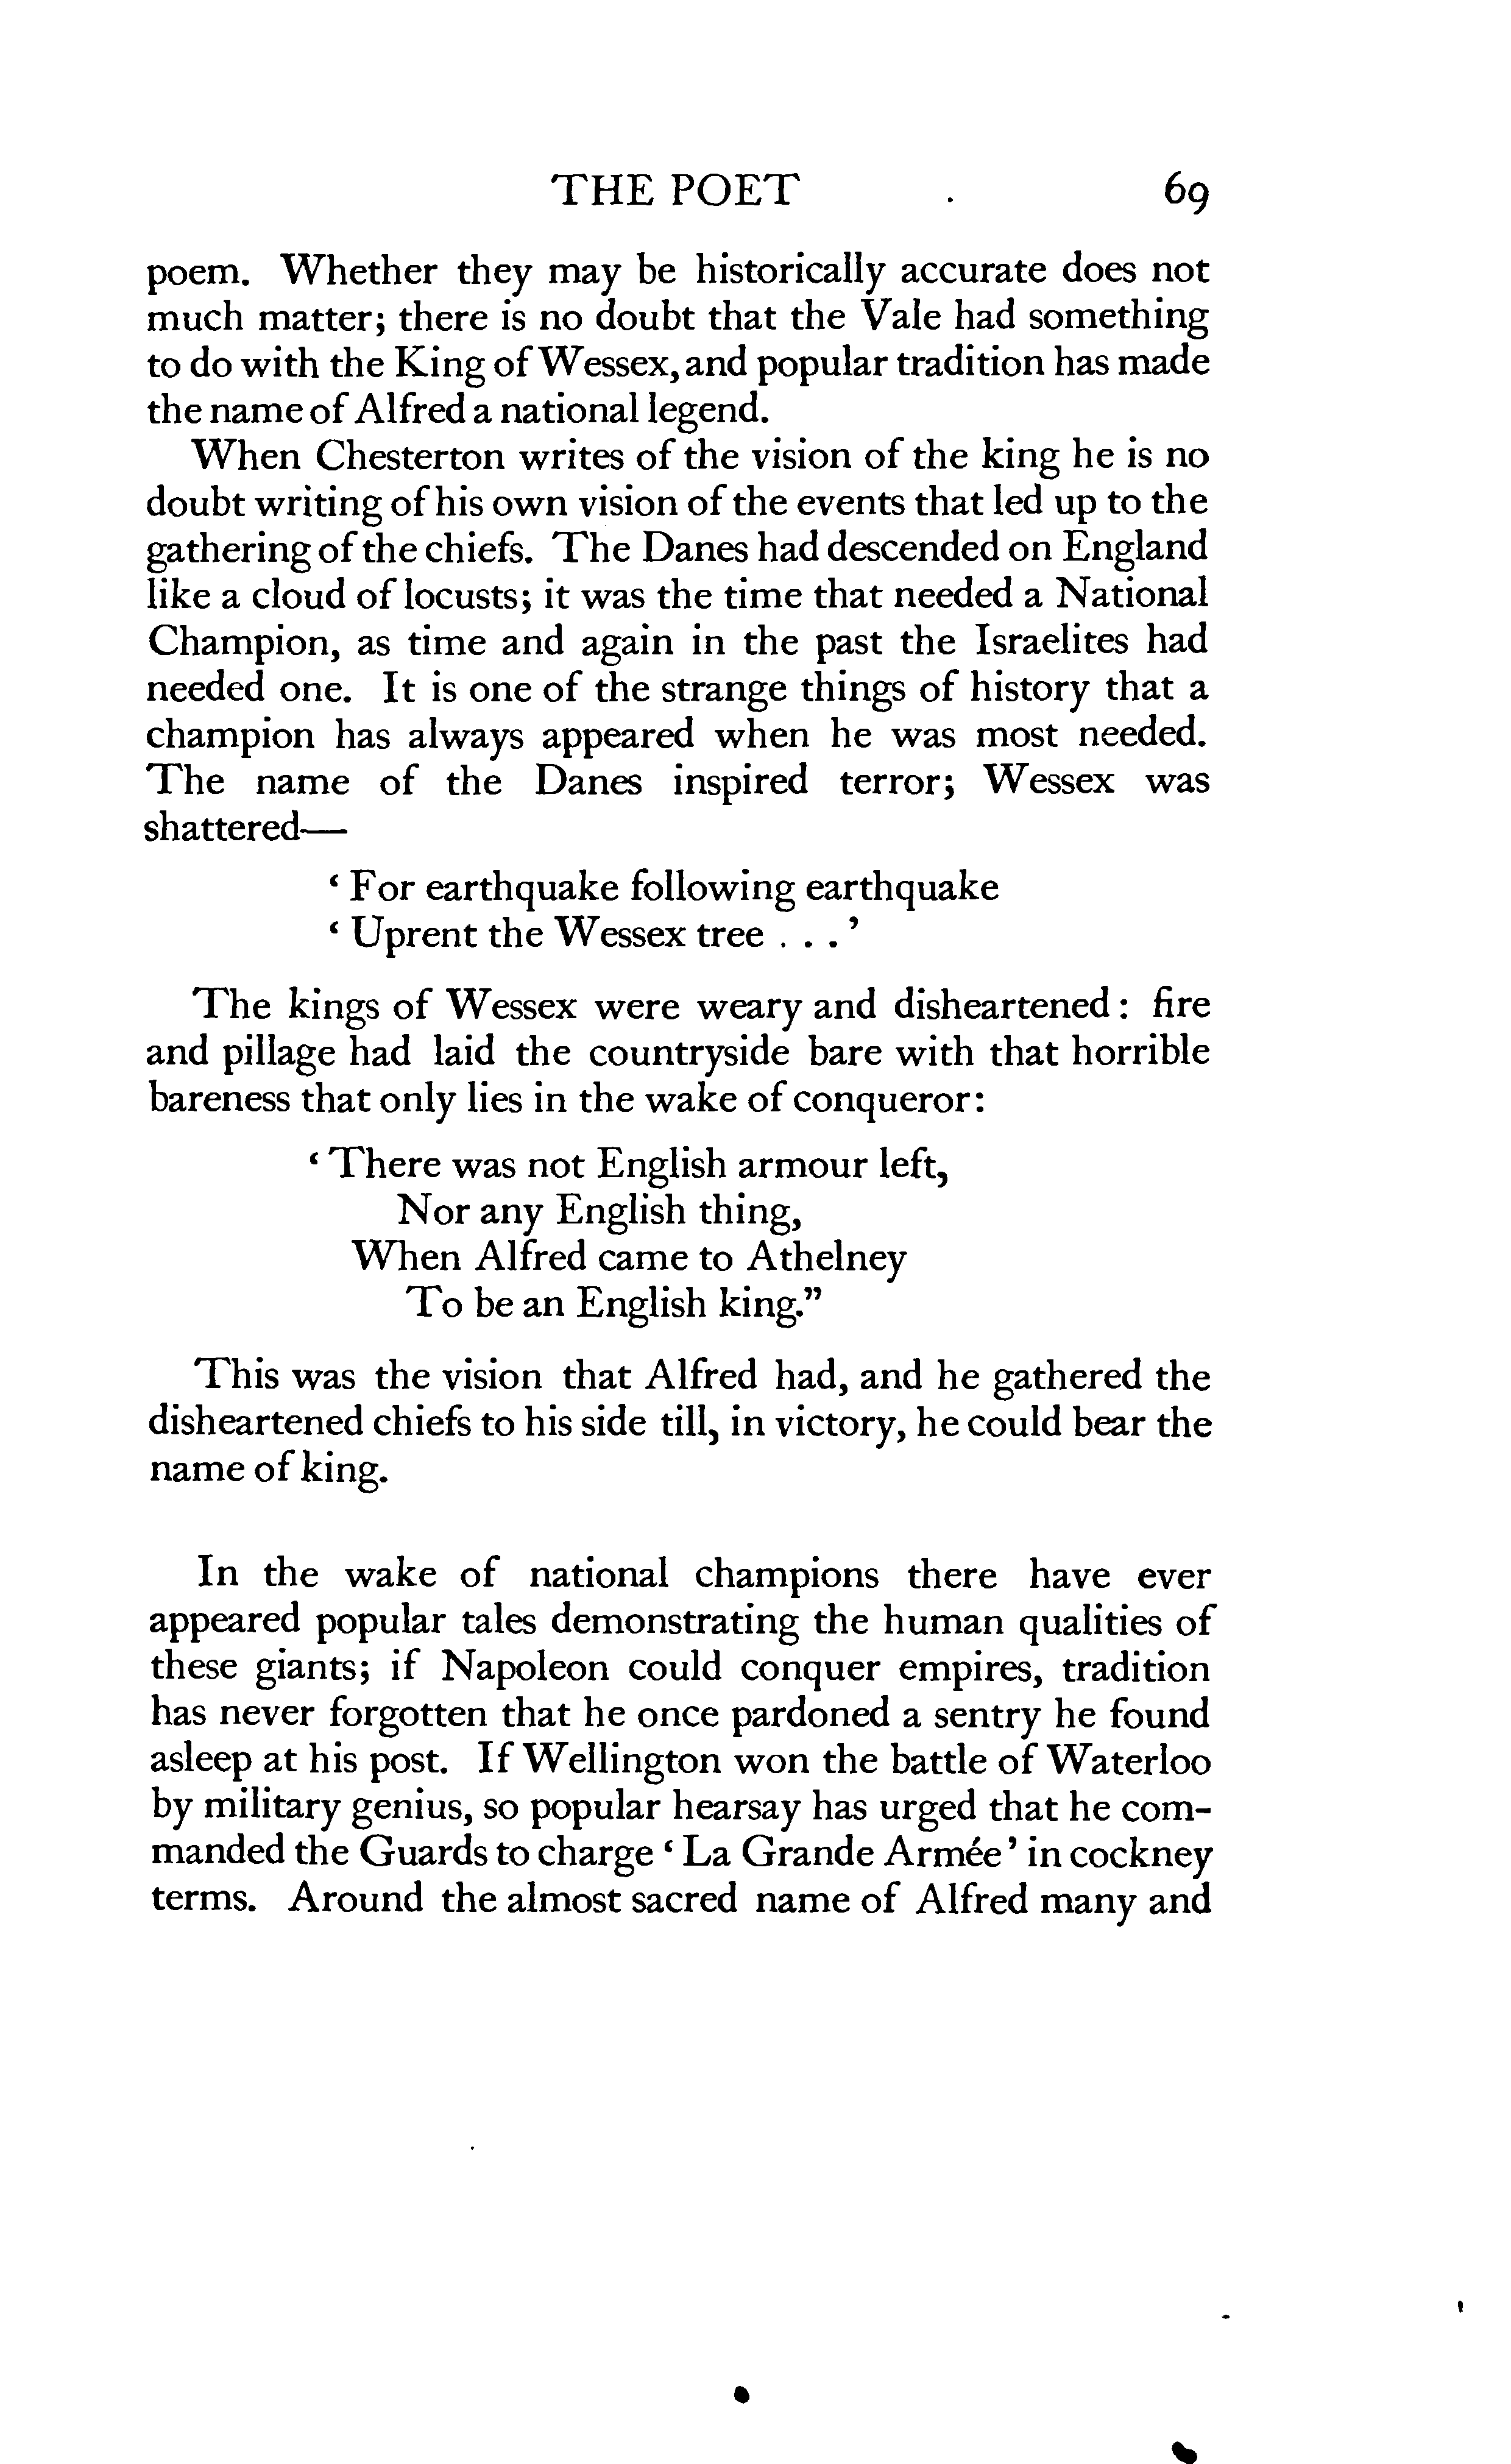 THE POET 69
poem. Whether they may be historically accurate does not
much matter; there is no doubt that the Vale had something
to do with the King of Wessex, and popular tradition has made
the name of Alfred a national legend.
When Chesterton writes of the vision of the king he is no
doubt writing of his own vision of the events that led up to the
gathering of the chiefs. The Danes had descended on England
like a cloud of locusts; it was the time that needed a National
Champion, as time and again in the past the Israelites had
needed one. It is one of the strange things of history that a
champion has always appeared when he was most needed.
The name of the Danes inspired terror; Wessex was
shattered—
‘ For earthquake following earthquake
‘ Uprent the Wessex tree . . . ’
The kings of Wessex were weary and disheartened : fire
and pillage had laid the countryside bare with that horrible
bareness that only lies in the wake of conqueror:
‘ There was not English armour left,
Nor any English thing,
When Alfred came to Athelney
To be an English king.”
This was the vision that Alfred had, and he gathered the
disheartened chiefs to his side till, in victory, he could bear the
name of king.
In the wake of national champions there have ever
appeared popular tales demonstrating the human qualities of
these giants; if Napoleon could conquer empires, tradition
has never forgotten that he once pardoned a sentry he found
asleep at his post. If Wellington won the battle of Waterloo
by military genius, so popular hearsay has urged that he com-
manded the Guards to charge ‘ La Grande Armée ’ in cockney
terms. Around the almost sacred name of Alfred many and